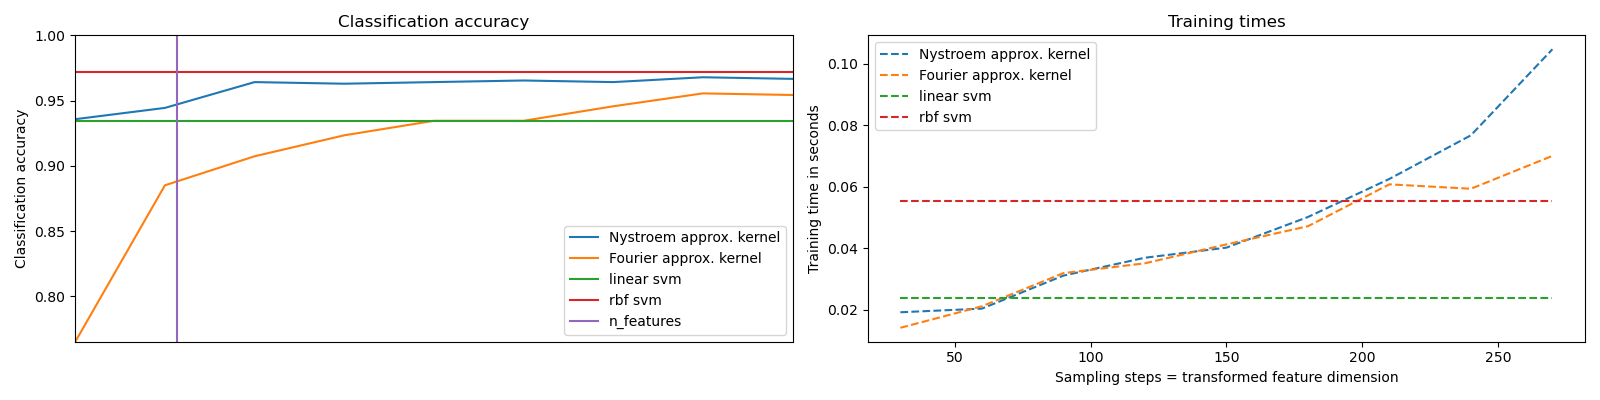 Classification accuracy
Classification accuracy
1.00
0.95
0.90
0.85
0.80
Nystroem approx. kernel
Fourier approx. kernel
linear svm
rbf svm
n_features
Training times
Training time in seconds
0.10
0.08
0.06
0.04
0.02
Nystroem approx. kernel
Fourier approx. kernel
linear svm
rbf svm
50 100 150 200 250
Sampling steps = transformed feature dimension